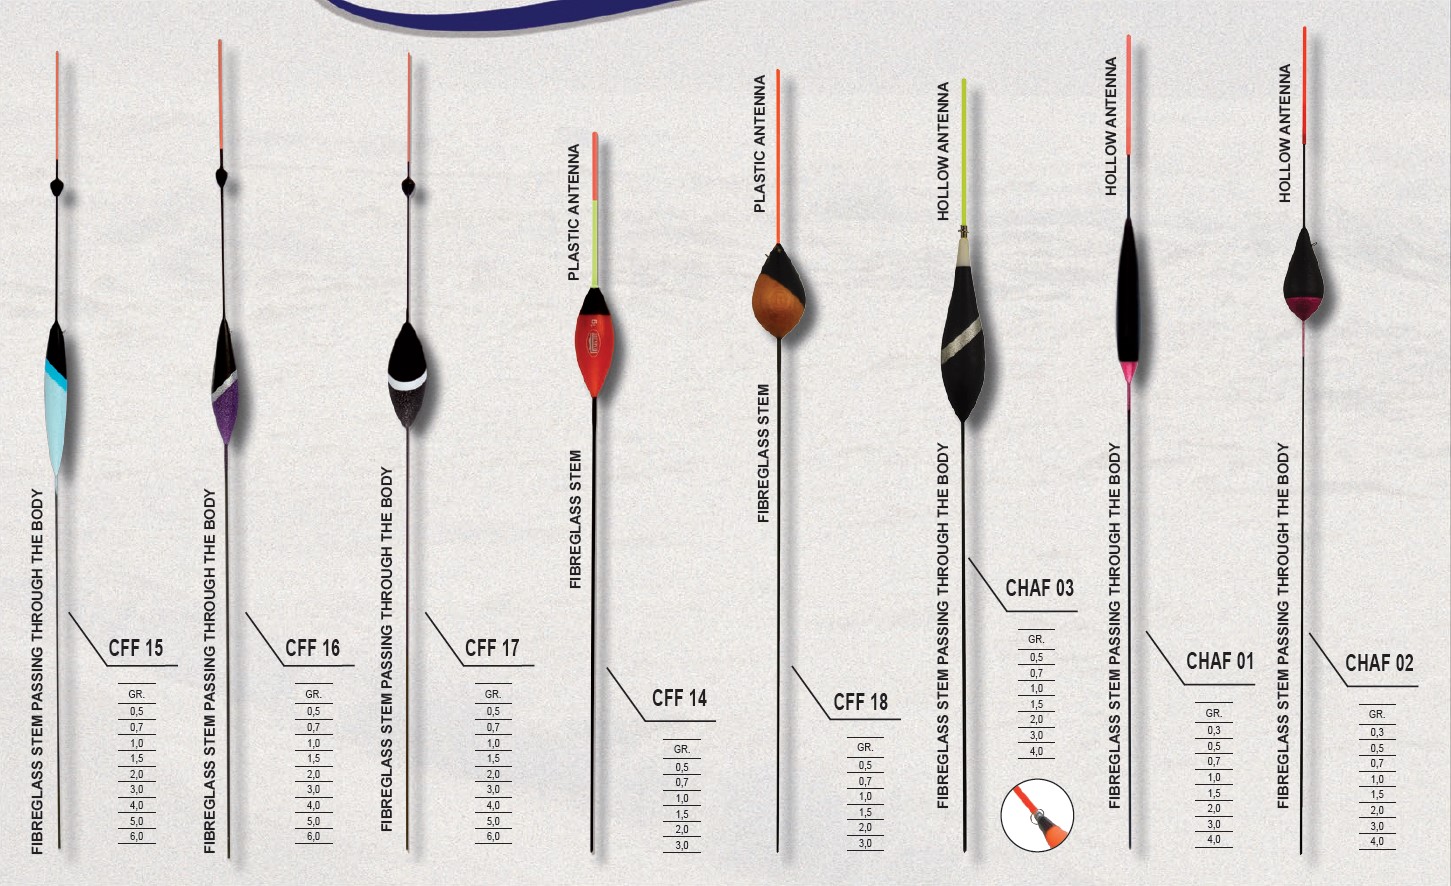 FIBREGLASS STEM PASSING THROUGH THE BODY
CFF 15
GR.
0,5
0,7
1,0
1,5
2,0
3,0
4,0
5,0
6,0
FIBREGLASS STEM PASSING THROUGH THE BODY
CFF 16
GR.
0,5
0,7
1,0
1,5
2,0
3,0
4,0
5,0
6,0
FIBREGLASS STEM PASSING THROUGH THE BODY
CFF 17
GR.
0,5
0,7
1,0
1,5
2,0
3,0
4,0
5,0
6,0
PLASTIC ANTENNA
FIBREGLASS STEM
CFF 14
GR.
0,5
0,7
1,0
1,5
2,0
3,0
PLASTIC ANTENNA
FIBREGLASS STEM
CFF 18
GR.
0,5
0,7
1,0
1,5
2,0
3,0
HOLLOW ANTENNA
FIBREGLASS STEM PASSING THROUGH THE BODY
CHAF 03
GR.
0,5
0,7
1,0
1,5
2,0
3,0
4,0
HOLLOW ANTENNA
FIBREGLASS STEM PASSING THROUGH THE BODY
CHAF 01
GR.
0,3
0,5
0,7
1,0
1,5
2,0
3,0
4,0
HOLLOW ANTENNA
FIBREGLASS STEM PASSING THROUGH THE BODY
CHAF 02
GR.
0,3
0,5
0,7
1,0
1,5
2,0
3,0
4,0